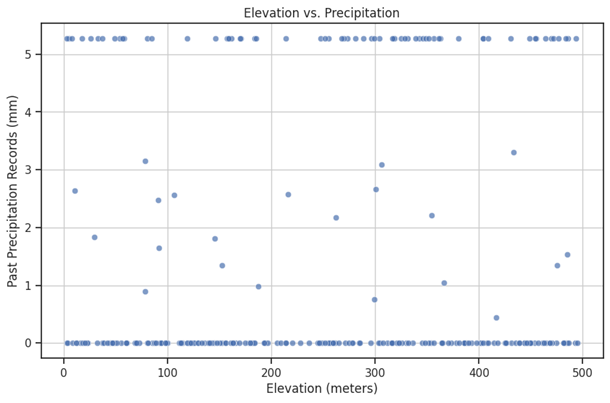 Elevation vs. Precipitation
Past Precipitation Records (mm)
5
4
3
2
1
0
0 100 200 300 400 500
Elevation (meters)